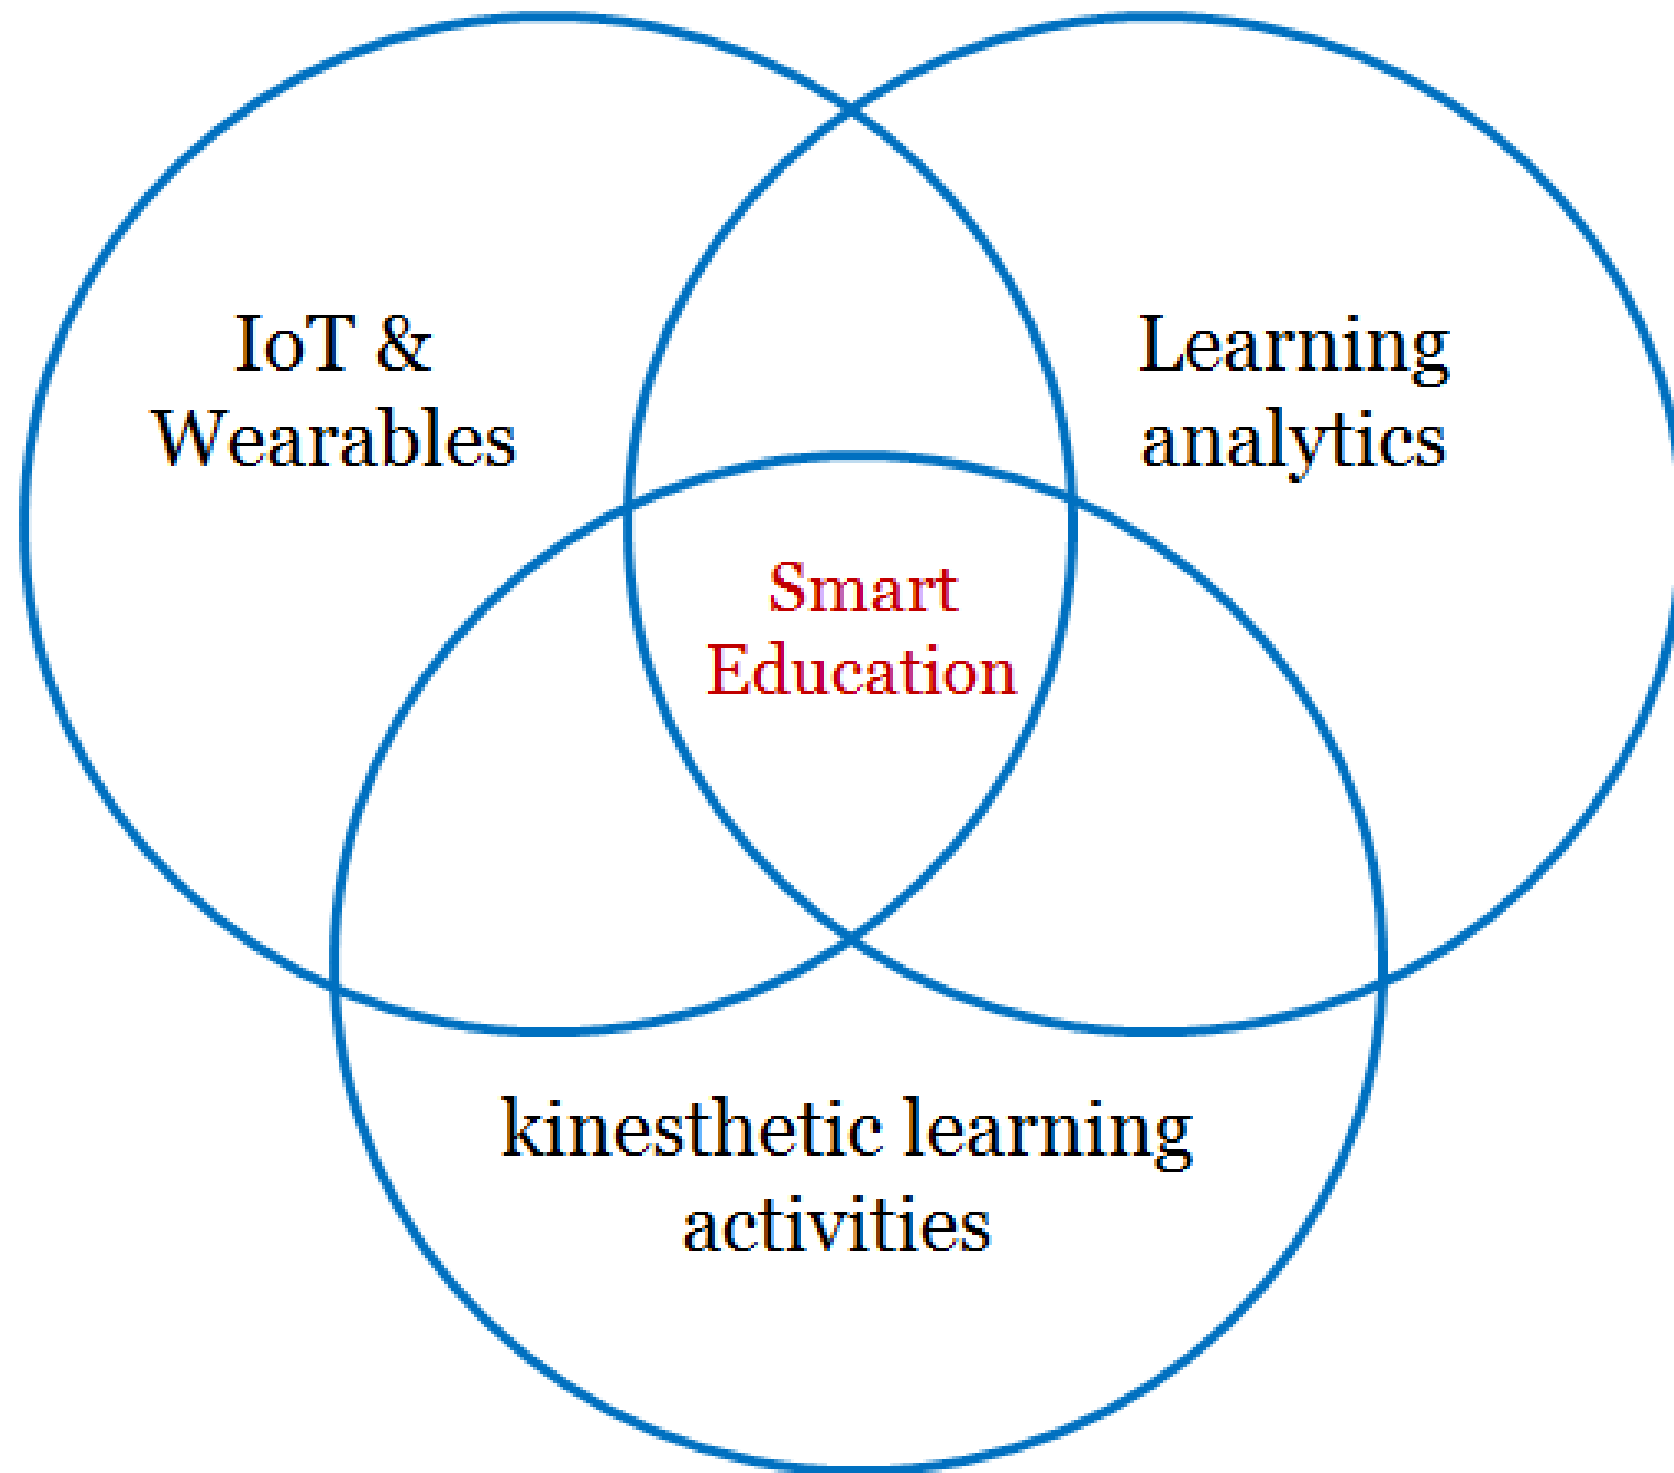 IoT &
Wearables
Learning
analytics
Smart
Education
kinesthetic learning
activities